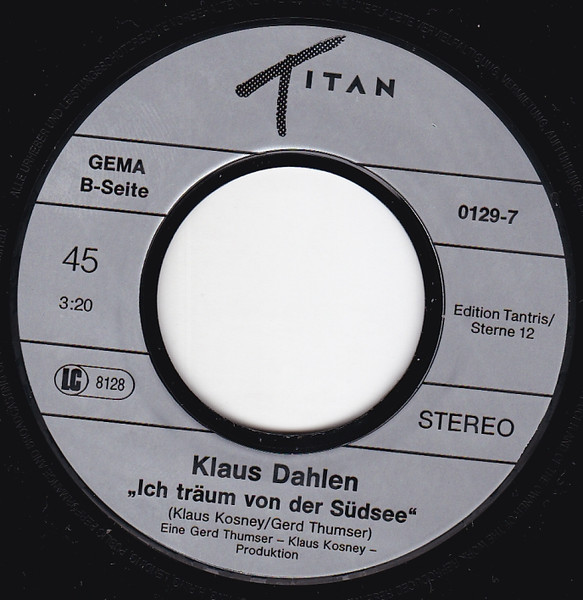 TITAN
GEMA
B-Seite
0129-7
45
3:20
Edition Tantris/
Sterne 12
LC 8128
STEREO
Klaus Dahlen
„Ich träum von der Südsee“
(Klaus Kosney/Gerd Thumser)
Eine Gerd Thumser – Klaus Kosney –
Produktion